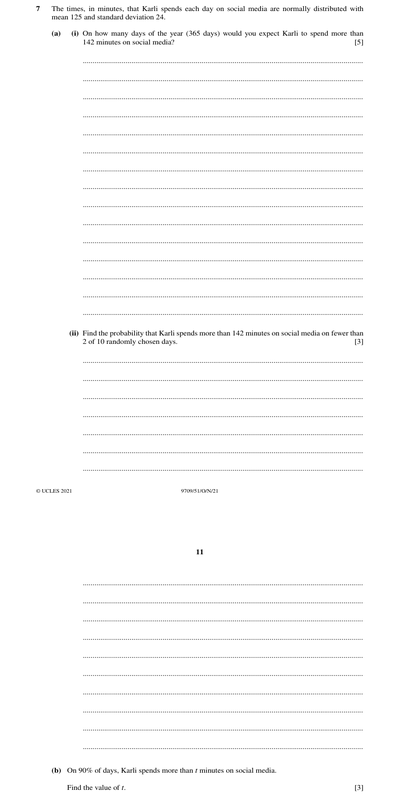 7 The times, in minutes, that Karli spends each day on social media are normally distributed with
mean 125 and standard deviation 24.
(a) (i) On how many days of the year (365 days) would you expect Karli to spend more than
142 minutes on social media? [5]
(ii) Find the probability that Karli spends more than 142 minutes on social media on fewer than
2 of 10 randomly chosen days. [3]
© UCLES 2021 9709/51/O/N/21
11
(b) On 90% of days, Karli spends more than t minutes on social media.
Find the value of t. [3]